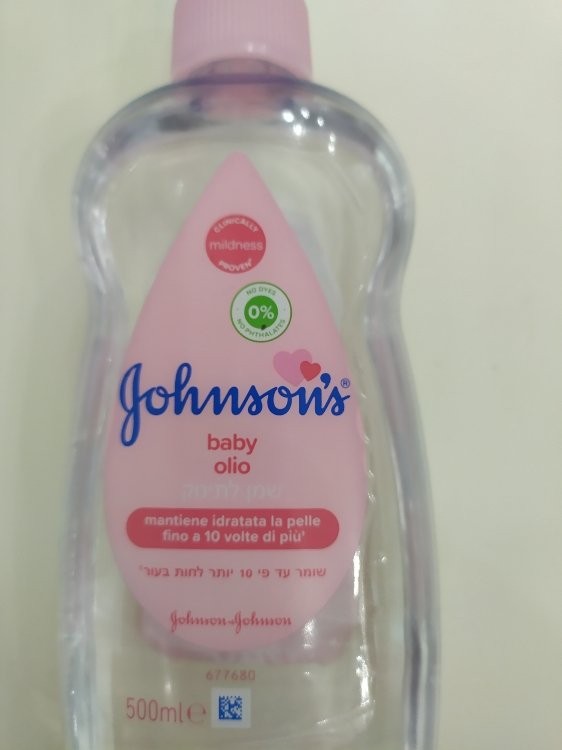 CLINICALLY
mildness
PROVEN†
NO DYES
0%
NO PHTHALATES
Johnson's®
baby
olio
שמן לתינוק
mantiene idratata la pelle
fino a 10 volte di più¹
שומר עד פי 10 יותר לחות בעור¹
Johnson+Johnson
677680
500ml℮